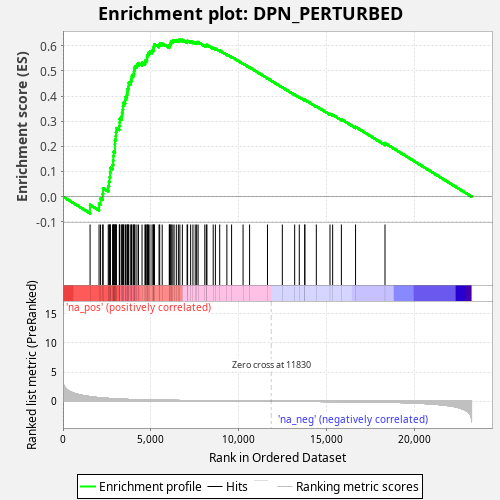 Enrichment plot: DPN_PERTURBED
Enrichment score (ES)
0.6
0.5
0.4
0.3
0.2
0.1
0.0
-0.1
'na_pos' (positively correlated)
Ranked list metric (PreRanked)
15
10
5
0
Zero cross at 11830
'na_neg' (negatively correlated)
0
5,000
10,000
15,000
20,000
Rank in Ordered Dataset
Enrichment profile
Hits
Ranking metric scores